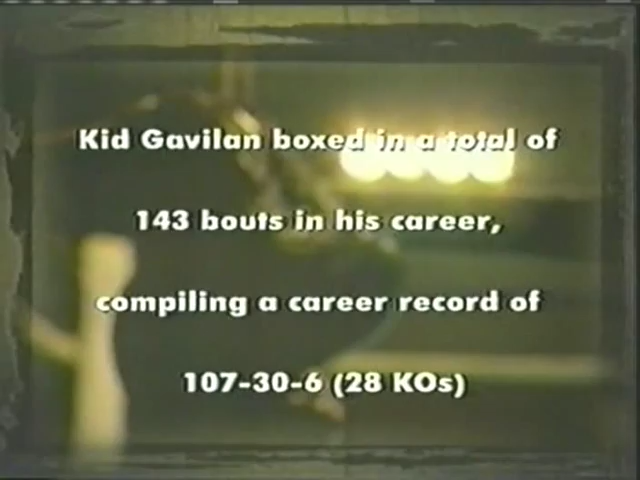 Kid Gavilan boxed in a total of
143 bouts in his career,
compiling a career record of
107-30-6 (28 KOs)